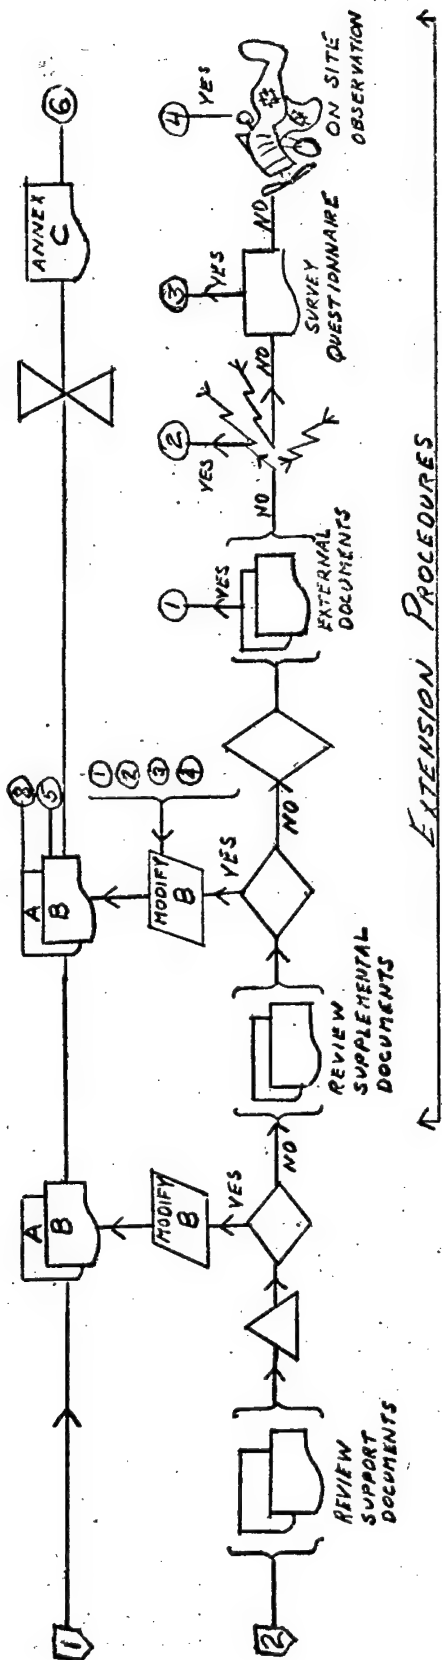 1
A
B
A
B
8
5
ANNEX
C
6
MODIFY
B
MODIFY
B
1
2
3
4
2
REVIEW
SUPPORT
DOCUMENTS
YES
NO
REVIEW
SUPPLEMENTAL
DOCUMENTS
YES
NO
1
YES
EXTERNAL
DOCUMENTS
NO
2
YES
NO
3
YES
SURVEY
QUESTIONNAIRE
NO
4
YES
ON SITE
OBSERVATION
EXTENSION PROCEDURES